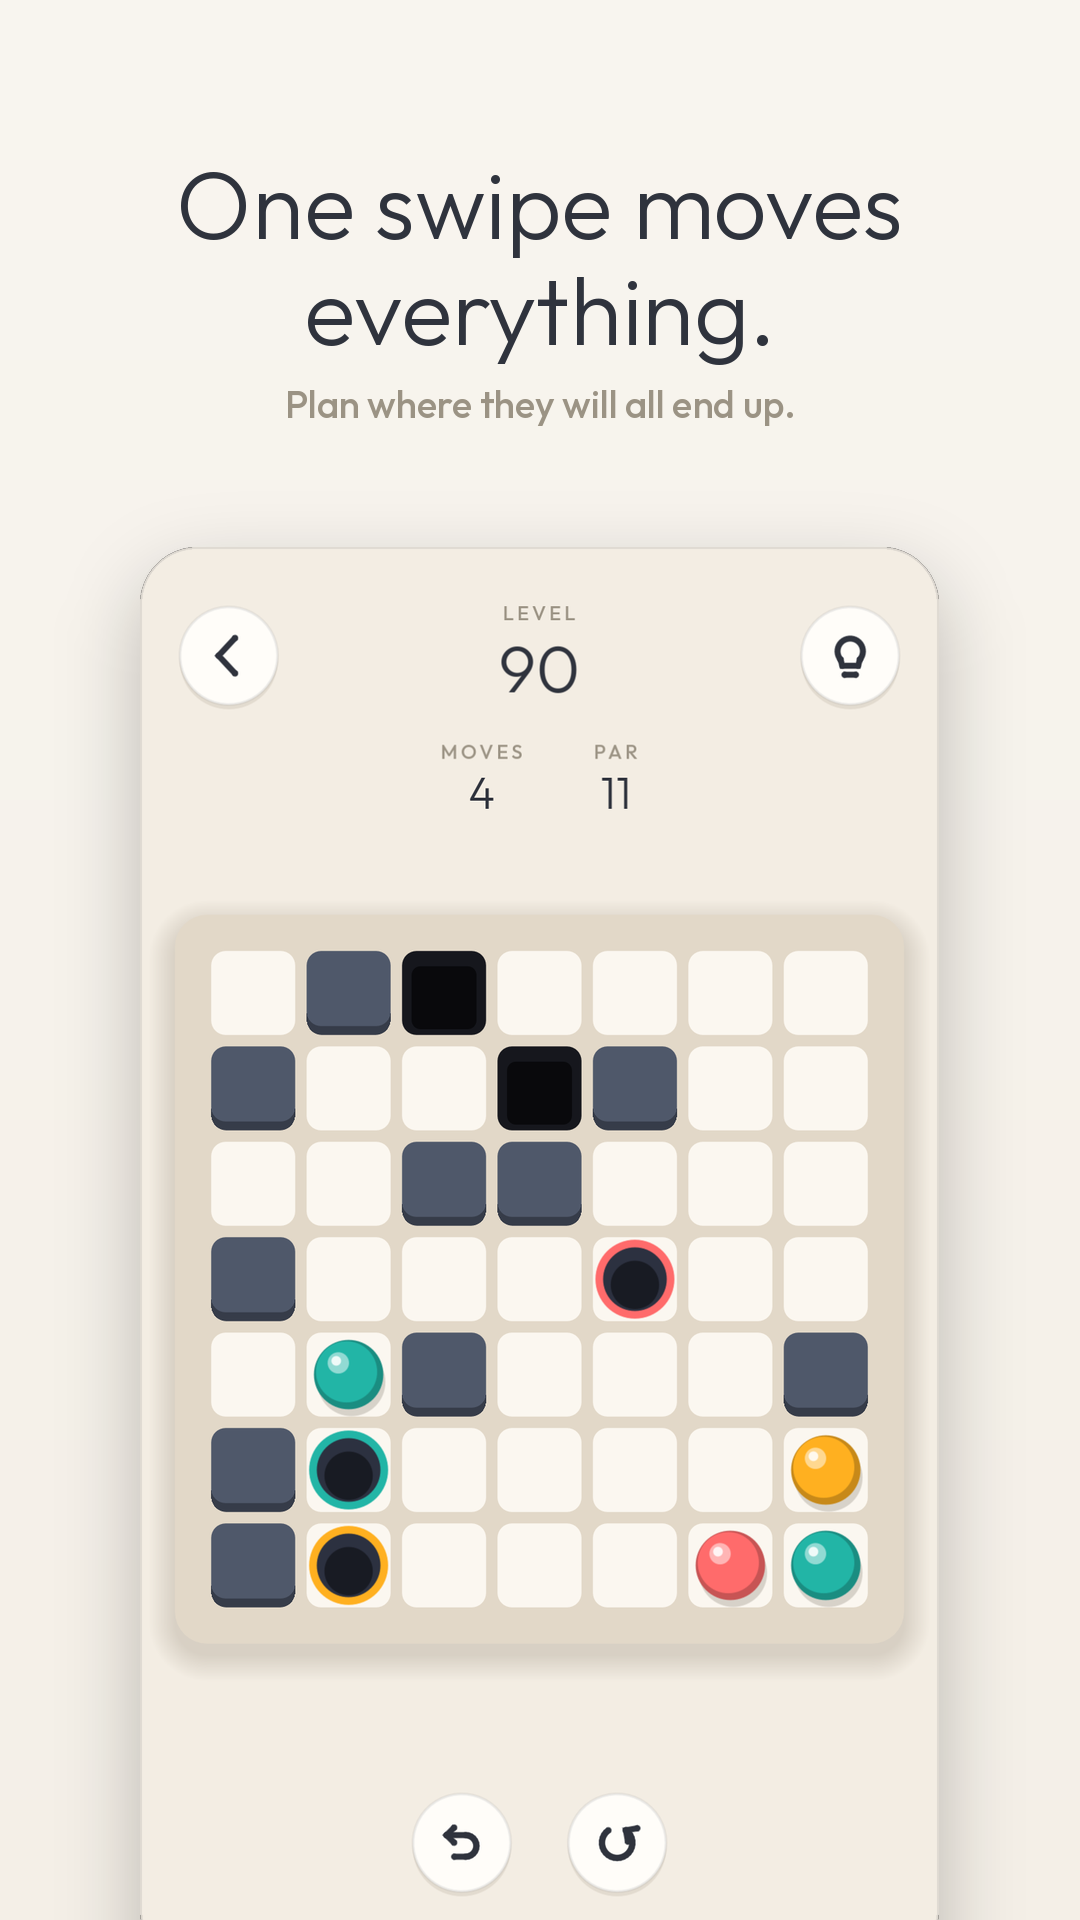 One swipe moves
everything.
Plan where they will all end up.
LEVEL
90
MOVES PAR
4 11